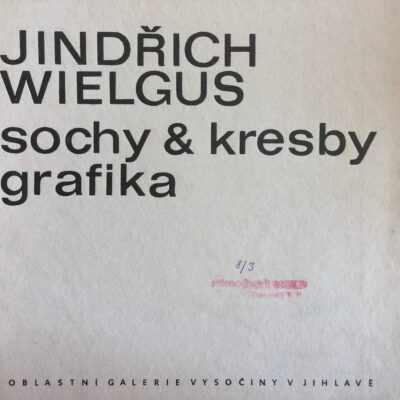 JINDŘICH
WIELGUS
sochy & kresby
grafika
8/3
OBLASTNÍ GALERIE VYSOČINY V JIHLAVĚ